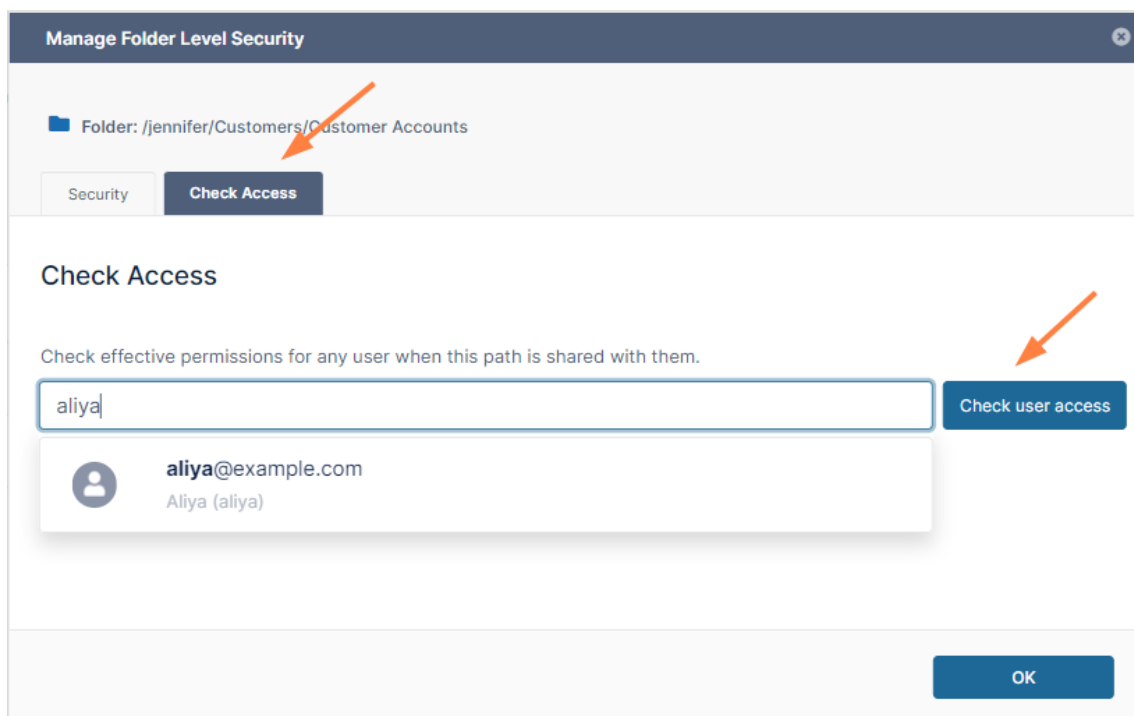 Manage Folder Level Security
Folder: /jennifer/Customers/Customer Accounts
Security
Check Access
Check Access
Check effective permissions for any user when this path is shared with them.
aliya
Check user access
aliya@example.com
Aliya (aliya)
OK